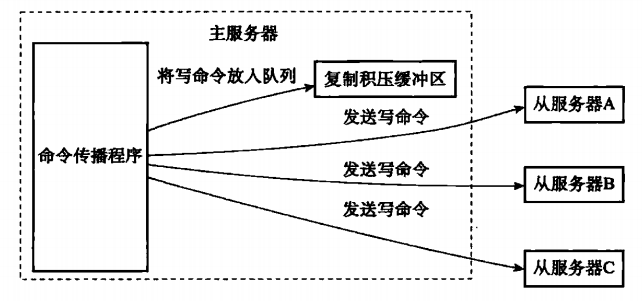 主服务器
将写命令放入队列
复制积压缓冲区
发送写命令
从服务器A
命令传播程序
发送写命令
从服务器B
发送写命令
从服务器C